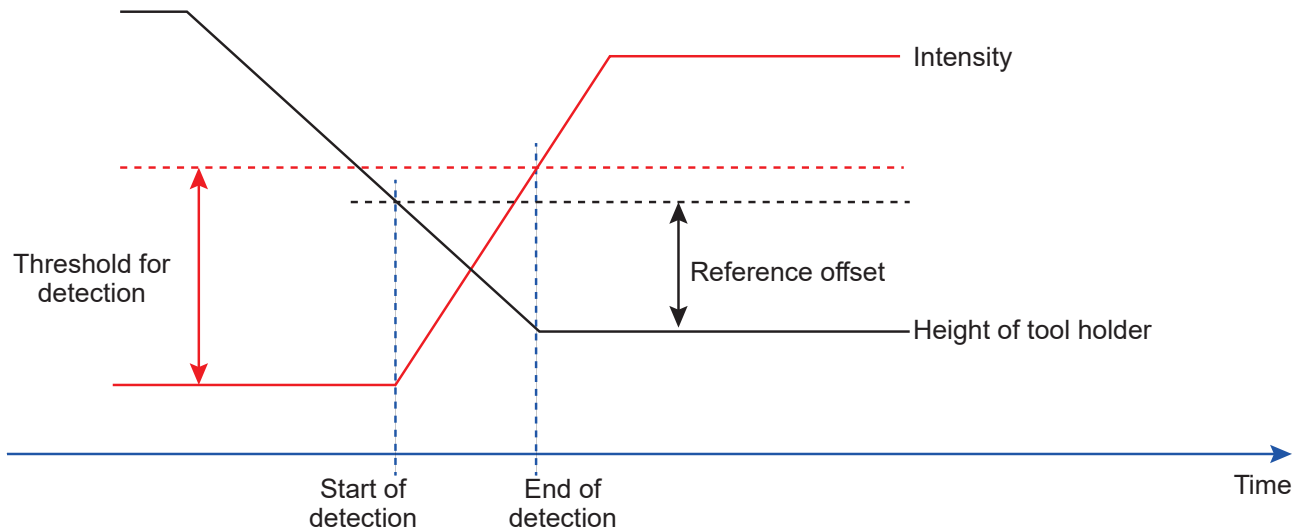 Intensity
Threshold for
detection
Reference offset
Height of tool holder
Time
Start of
detection
End of
detection